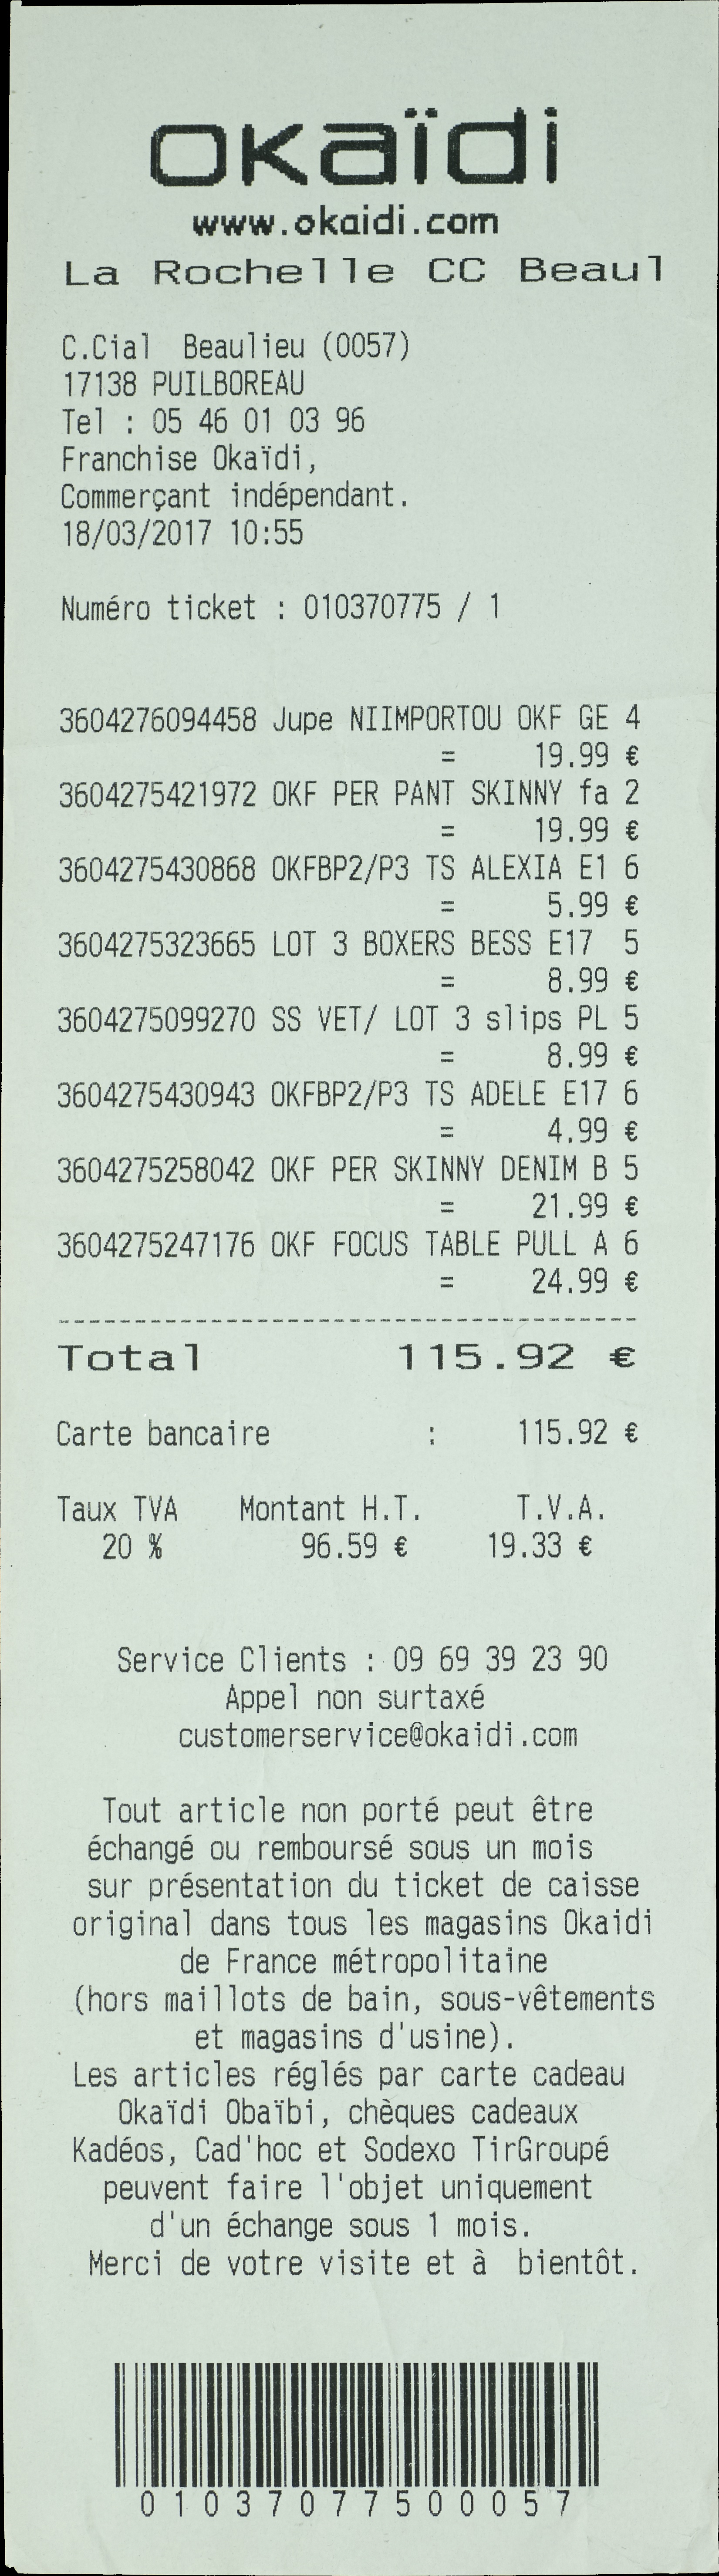 okaïdi
www.okaidi.com
La Rochelle CC Beaul
C.Cial Beaulieu (0057)
17138 PUILBOREAU
Tel : 05 46 01 03 96
Franchise Okaïdi,
Commerçant indépendant.
18/03/2017 10:55
Numéro ticket : 010370775 / 1
3604276094458 Jupe NIIMPORTOU OKF GE 4
= 19.99 €
3604275421972 OKF PER PANT SKINNY fa 2
= 19.99 €
3604275430868 OKFBP2/P3 TS ALEXIA E1 6
= 5.99 €
3604275323665 LOT 3 BOXERS BESS E17 5
= 8.99 €
3604275099270 SS VET/ LOT 3 slips PL 5
= 8.99 €
3604275430943 OKFBP2/P3 TS ADELE E17 6
= 4.99 €
3604275258042 OKF PER SKINNY DENIM B 5
= 21.99 €
3604275247176 OKF FOCUS TABLE PULL A 6
= 24.99 €
--------------------------------------
Total 115.92 €
Carte bancaire : 115.92 €
Taux TVA Montant H.T. T.V.A.
20 % 96.59 € 19.33 €
Service Clients : 09 69 39 23 90
Appel non surtaxé
customerservice@okaidi.com
Tout article non porté peut être
échangé ou remboursé sous un mois
sur présentation du ticket de caisse
original dans tous les magasins Okaidi
de France métropolitaine
(hors maillots de bain, sous-vêtements
et magasins d'usine).
Les articles réglés par carte cadeau
Okaïdi Obaïbi, chèques cadeaux
Kadéos, Cad'hoc et Sodexo TirGroupé
peuvent faire l'objet uniquement
d'un échange sous 1 mois.
Merci de votre visite et à bientôt.
01037077500057